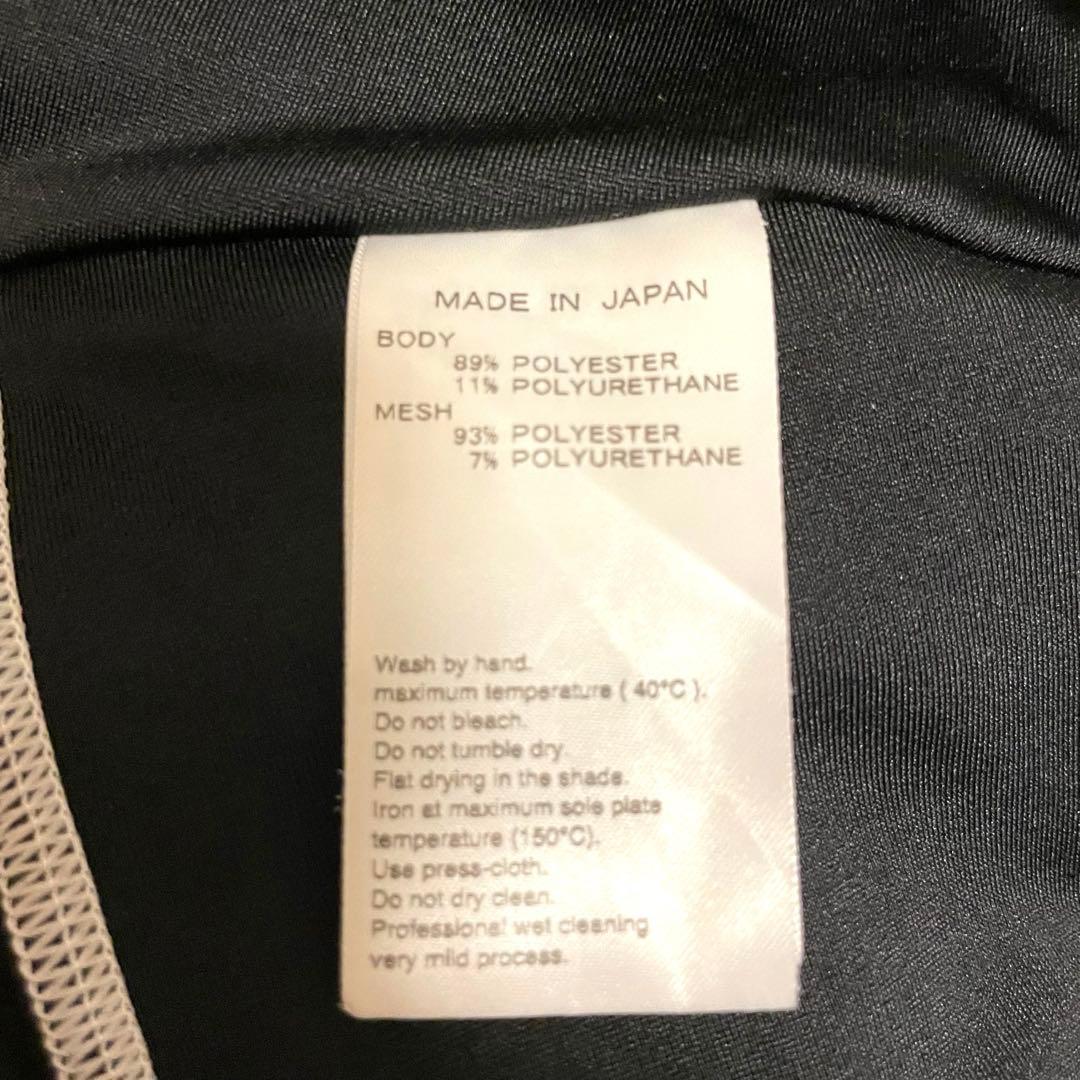 MADE IN JAPAN
BODY
89% POLYESTER
11% POLYURETHANE
MESH
93% POLYESTER
7% POLYURETHANE
Wash by hand.
maximum temperature ( 40°C ).
Do not bleach.
Do not tumble dry.
Flat drying in the shade.
Iron at maximum sole plate
temperature (150°C).
Use press-cloth.
Do not dry clean.
Professional wet cleaning
very mild process.